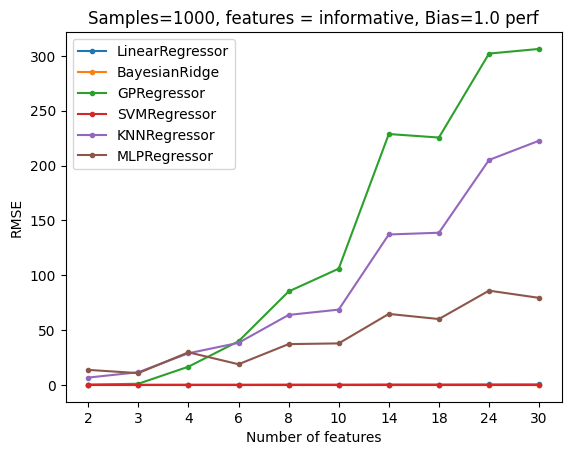 Samples=1000, features = informative, Bias=1.0 perf
LinearRegressor
BayesianRidge
GPRegressor
SVMRegressor
KNNRegressor
MLPRegressor
300
250
200
150
100
50
0
RMSE
2 3 4 6 8 10 14 18 24 30
Number of features